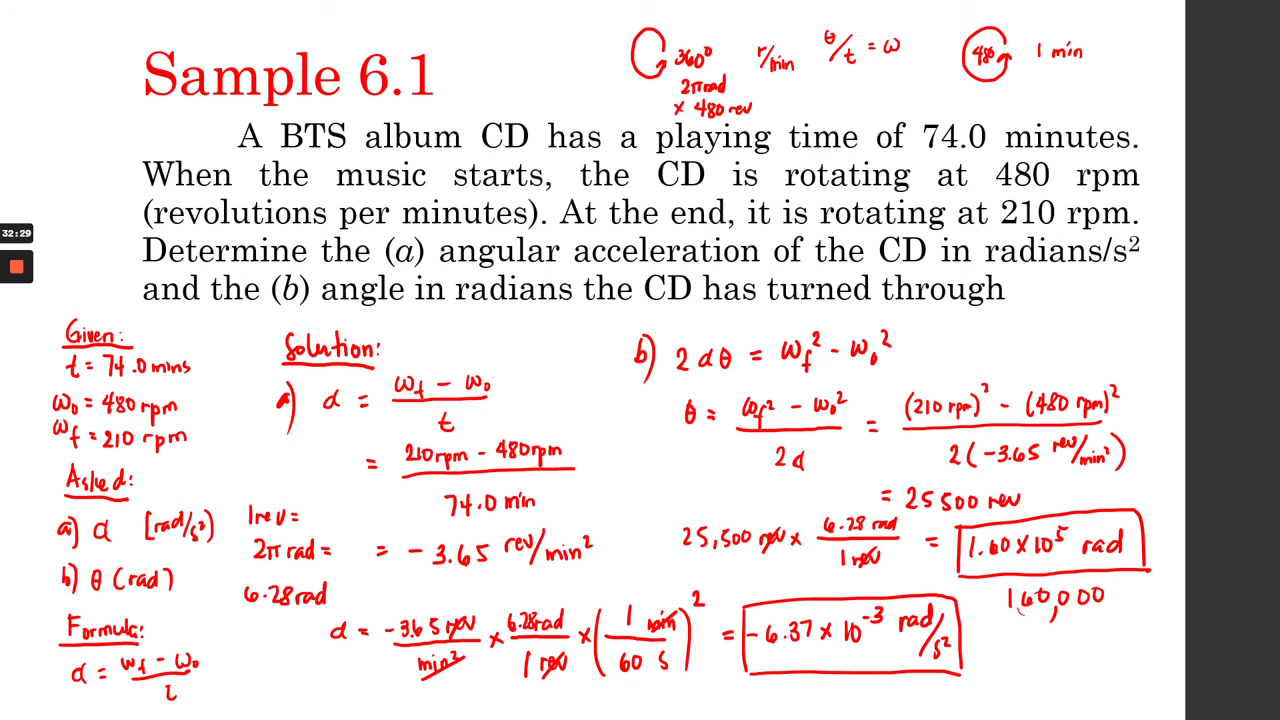 360°
2π rad
× 480 rev
r/min
θ/t = ω
480
1 min
Sample 6.1
A BTS album CD has a playing time of 74.0 minutes.
When the music starts, the CD is rotating at 480 rpm
(revolutions per minutes). At the end, it is rotating at 210 rpm.
Determine the (a) angular acceleration of the CD in radians/s²
and the (b) angle in radians the CD has turned through
32:29
Given:
t = 74.0 mins
ω₀ = 480 rpm
ωf = 210 rpm
Asked:
a) α [rad/s²]
b) θ (rad)
Formula:
α = ωf - ω₀
t
Solution:
a) α = ωf - ω₀
t
= 210 rpm - 480 rpm
74.0 min
= -3.65 rev/min²
1 rev =
2π rad =
6.28 rad
α = -3.65 rev/min² × 6.28 rad/1 rev × (1 min/60 s)² = -6.37 × 10⁻³ rad/s²
b) 2αθ = ωf² - ω₀²
θ = ωf² - ω₀² / 2α = (210 rpm)² - (480 rpm)² / 2(-3.65 rev/min²)
= 25 500 rev
25,500 rev × 6.28 rad/1 rev = 1.60 × 10⁵ rad
160,000